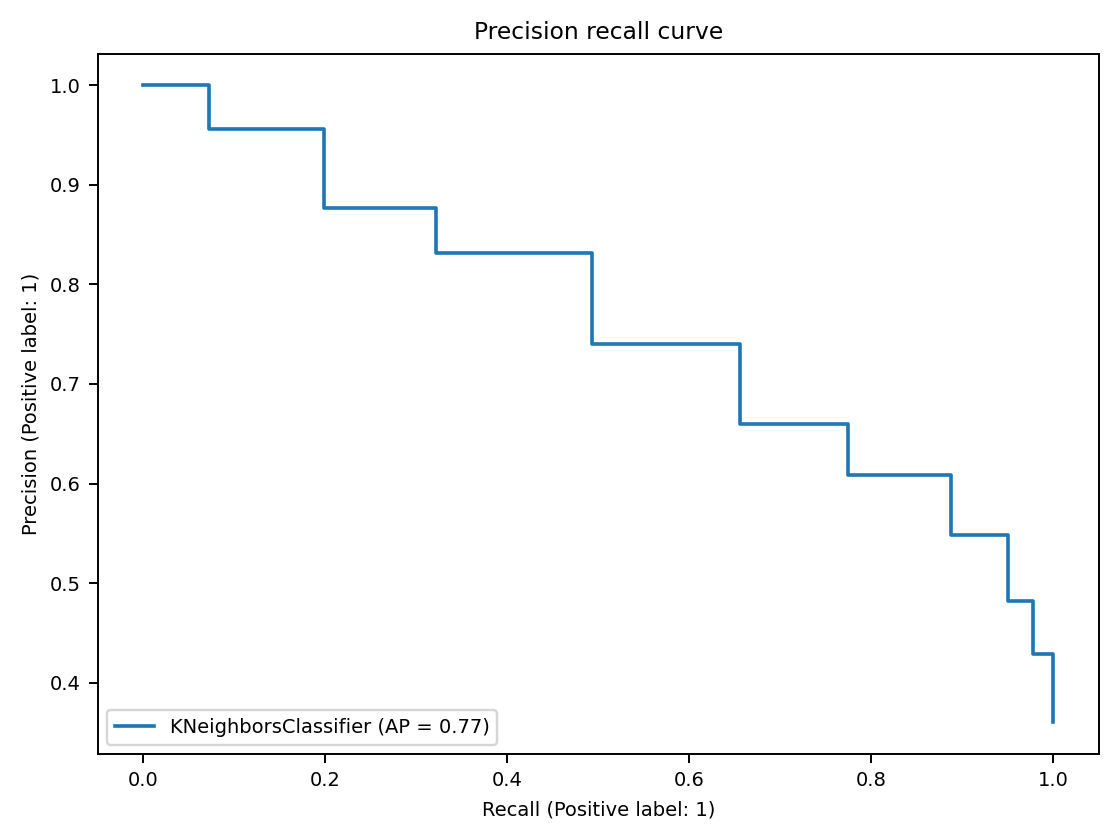 Precision recall curve
1.0
0.9
0.8
0.7
0.6
0.5
0.4
Precision (Positive label: 1)
KNeighborsClassifier (AP = 0.77)
0.0 0.2 0.4 0.6 0.8 1.0
Recall (Positive label: 1)